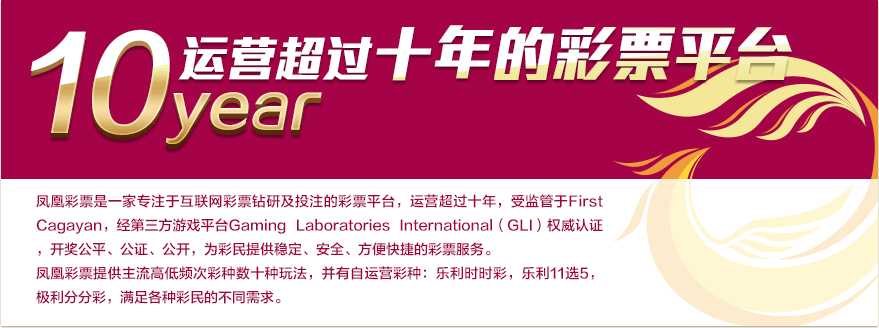 10year
运营超过十年的彩票平台
凤凰彩票是一家专注于互联网彩票钻研及投注的彩票平台，运营超过十年，受监管于First
Cagayan，经第三方游戏平台Gaming Laboratories International（GLI）权威认证
，开奖公平、公证、公开，为彩民提供稳定、安全、方便快捷的彩票服务。
凤凰彩票提供主流高低频次彩种数十种玩法，并有自运营彩种：乐利时时彩，乐利11选5，
极利分分彩，满足各种彩民的不同需求。